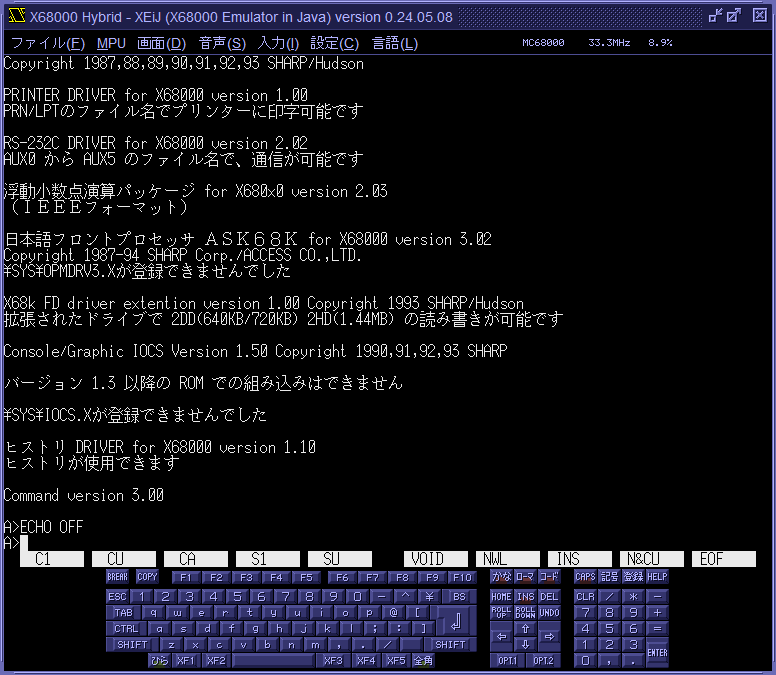 X68000 Hybrid - XEiJ (X68000 Emulator in Java) version 0.24.05.08
ファイル(F) MPU 画面(D) 音声(S) 入力(I) 設定(C) 言語(L) MC68000 33.3MHz 8.9%
Copyright 1987,88,89,90,91,92,93 SHARP/Hudson
PRINTER DRIVER for X68000 version 1.00
PRN/LPTのファイル名でプリンターに印字可能です
RS-232C DRIVER for X68000 version 2.02
AUX0 から AUX5 のファイル名で、通信が可能です
浮動小数点演算パッケージ for X680x0 version 2.03
（ＩＥＥＥフォーマット）
日本語フロントプロセッサ ＡＳＫ６８Ｋ for X68000 version 3.02
Copyright 1987-94 SHARP Corp./ACCESS CO.,LTD.
¥SYS¥OPMDRV3.Xが登録できませんでした
X68k FD driver extention version 1.00 Copyright 1993 SHARP/Hudson
拡張されたドライブで 2DD(640KB/720KB) 2HD(1.44MB) の読み書きが可能です
Console/Graphic IOCS Version 1.50 Copyright 1990,91,92,93 SHARP
バージョン 1.3 以降の ROM での組み込みはできません
¥SYS¥IOCS.Xが登録できませんでした
ヒストリ DRIVER for X68000 version 1.10
ヒストリが使用できます
Command version 3.00
A>ECHO OFF
A>
C1 CU CA S1 SU VOID NWL INS N&CU EOF
BREAK COPY F1 F2 F3 F4 F5 F6 F7 F8 F9 F10 かな ローマ コード CAPS 記号 登録 HELP
ESC 1 2 3 4 5 6 7 8 9 0 - ^ ¥ BS HOME INS DEL CLR / * -
TAB q w e r t y u i o p @ [ ROLL UP ROLL DOWN UNDO 7 8 9 +
CTRL a s d f g h j k l ; : ] ← ↑ → 4 5 6 =
SHIFT z x c v b n m , . / SHIFT ↓ 1 2 3 ENTER
ひら XF1 XF2 XF3 XF4 XF5 全角 OPT.1 OPT.2 0 , .